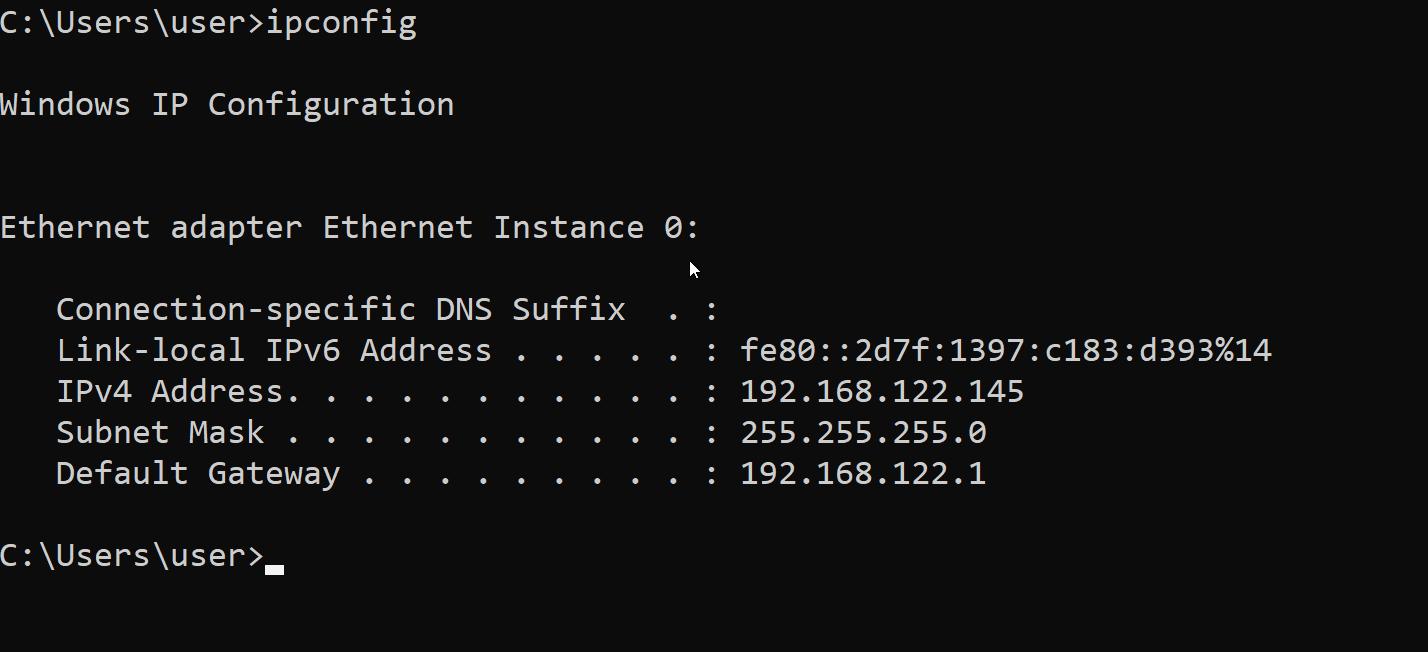 C:\Users\user>ipconfig
Windows IP Configuration
Ethernet adapter Ethernet Instance 0:
Connection-specific DNS Suffix  . :
Link-local IPv6 Address . . . . . : fe80::2d7f:1397:c183:d393%14
IPv4 Address. . . . . . . . . . . : 192.168.122.145
Subnet Mask . . . . . . . . . . . : 255.255.255.0
Default Gateway . . . . . . . . . : 192.168.122.1
C:\Users\user>